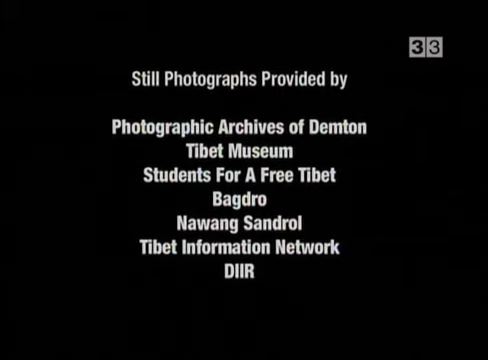 33
Still Photographs Provided by
Photographic Archives of Demton
Tibet Museum
Students For A Free Tibet
Bagdro
Nawang Sandrol
Tibet Information Network
DIIR